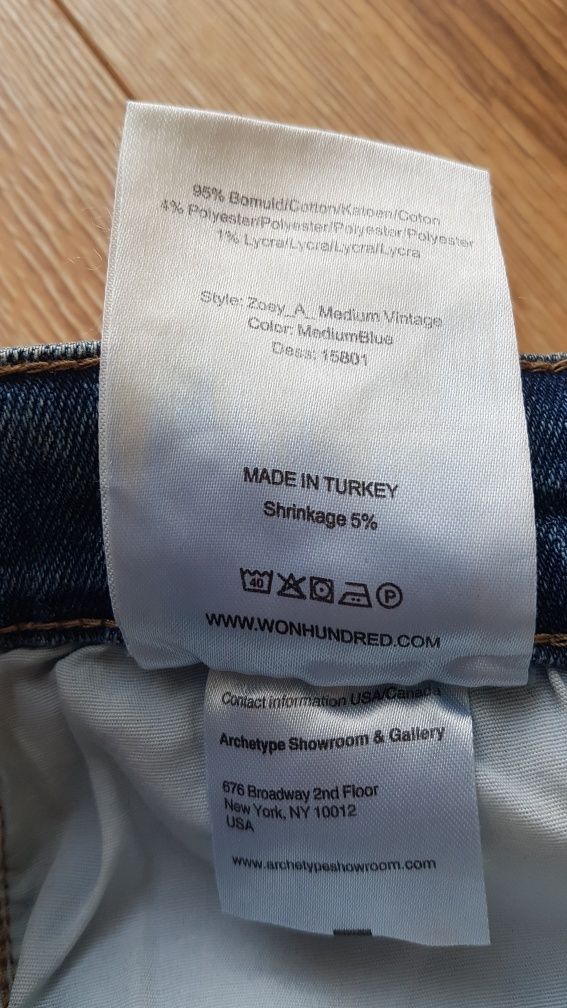 95% Bomuld/Cotton/Katoen/Coton
4% Polyester/Polyester/Polyester/Polyester
1% Lycra/Lycra/Lycra/Lycra
Style: Zoey_A_ Medium Vintage
Color: MediumBlue
Dess: 15801
MADE IN TURKEY
Shrinkage 5%
40 P
WWW.WONHUNDRED.COM
Contact information USA/Canada
Archetype Showroom & Gallery
676 Broadway 2nd Floor
New York, NY 10012
USA
www.archetypeshowroom.com